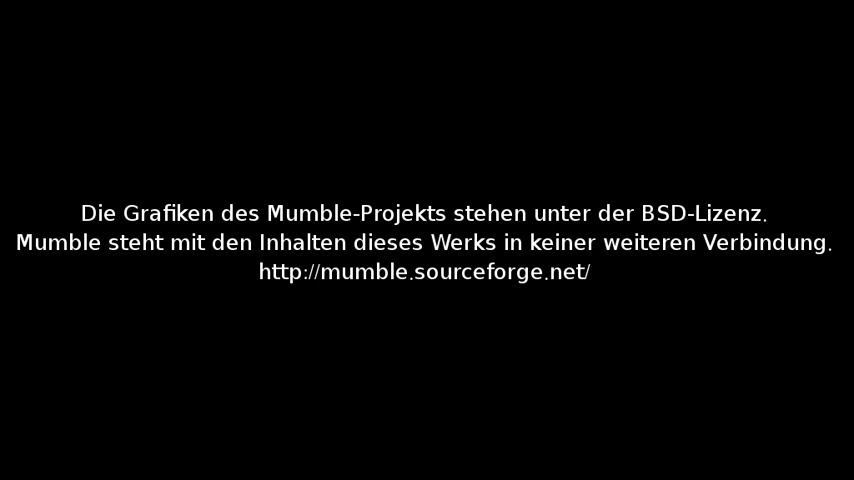 Die Grafiken des Mumble-Projekts stehen unter der BSD-Lizenz.
Mumble steht mit den Inhalten dieses Werks in keiner weiteren Verbindung.
http://mumble.sourceforge.net/